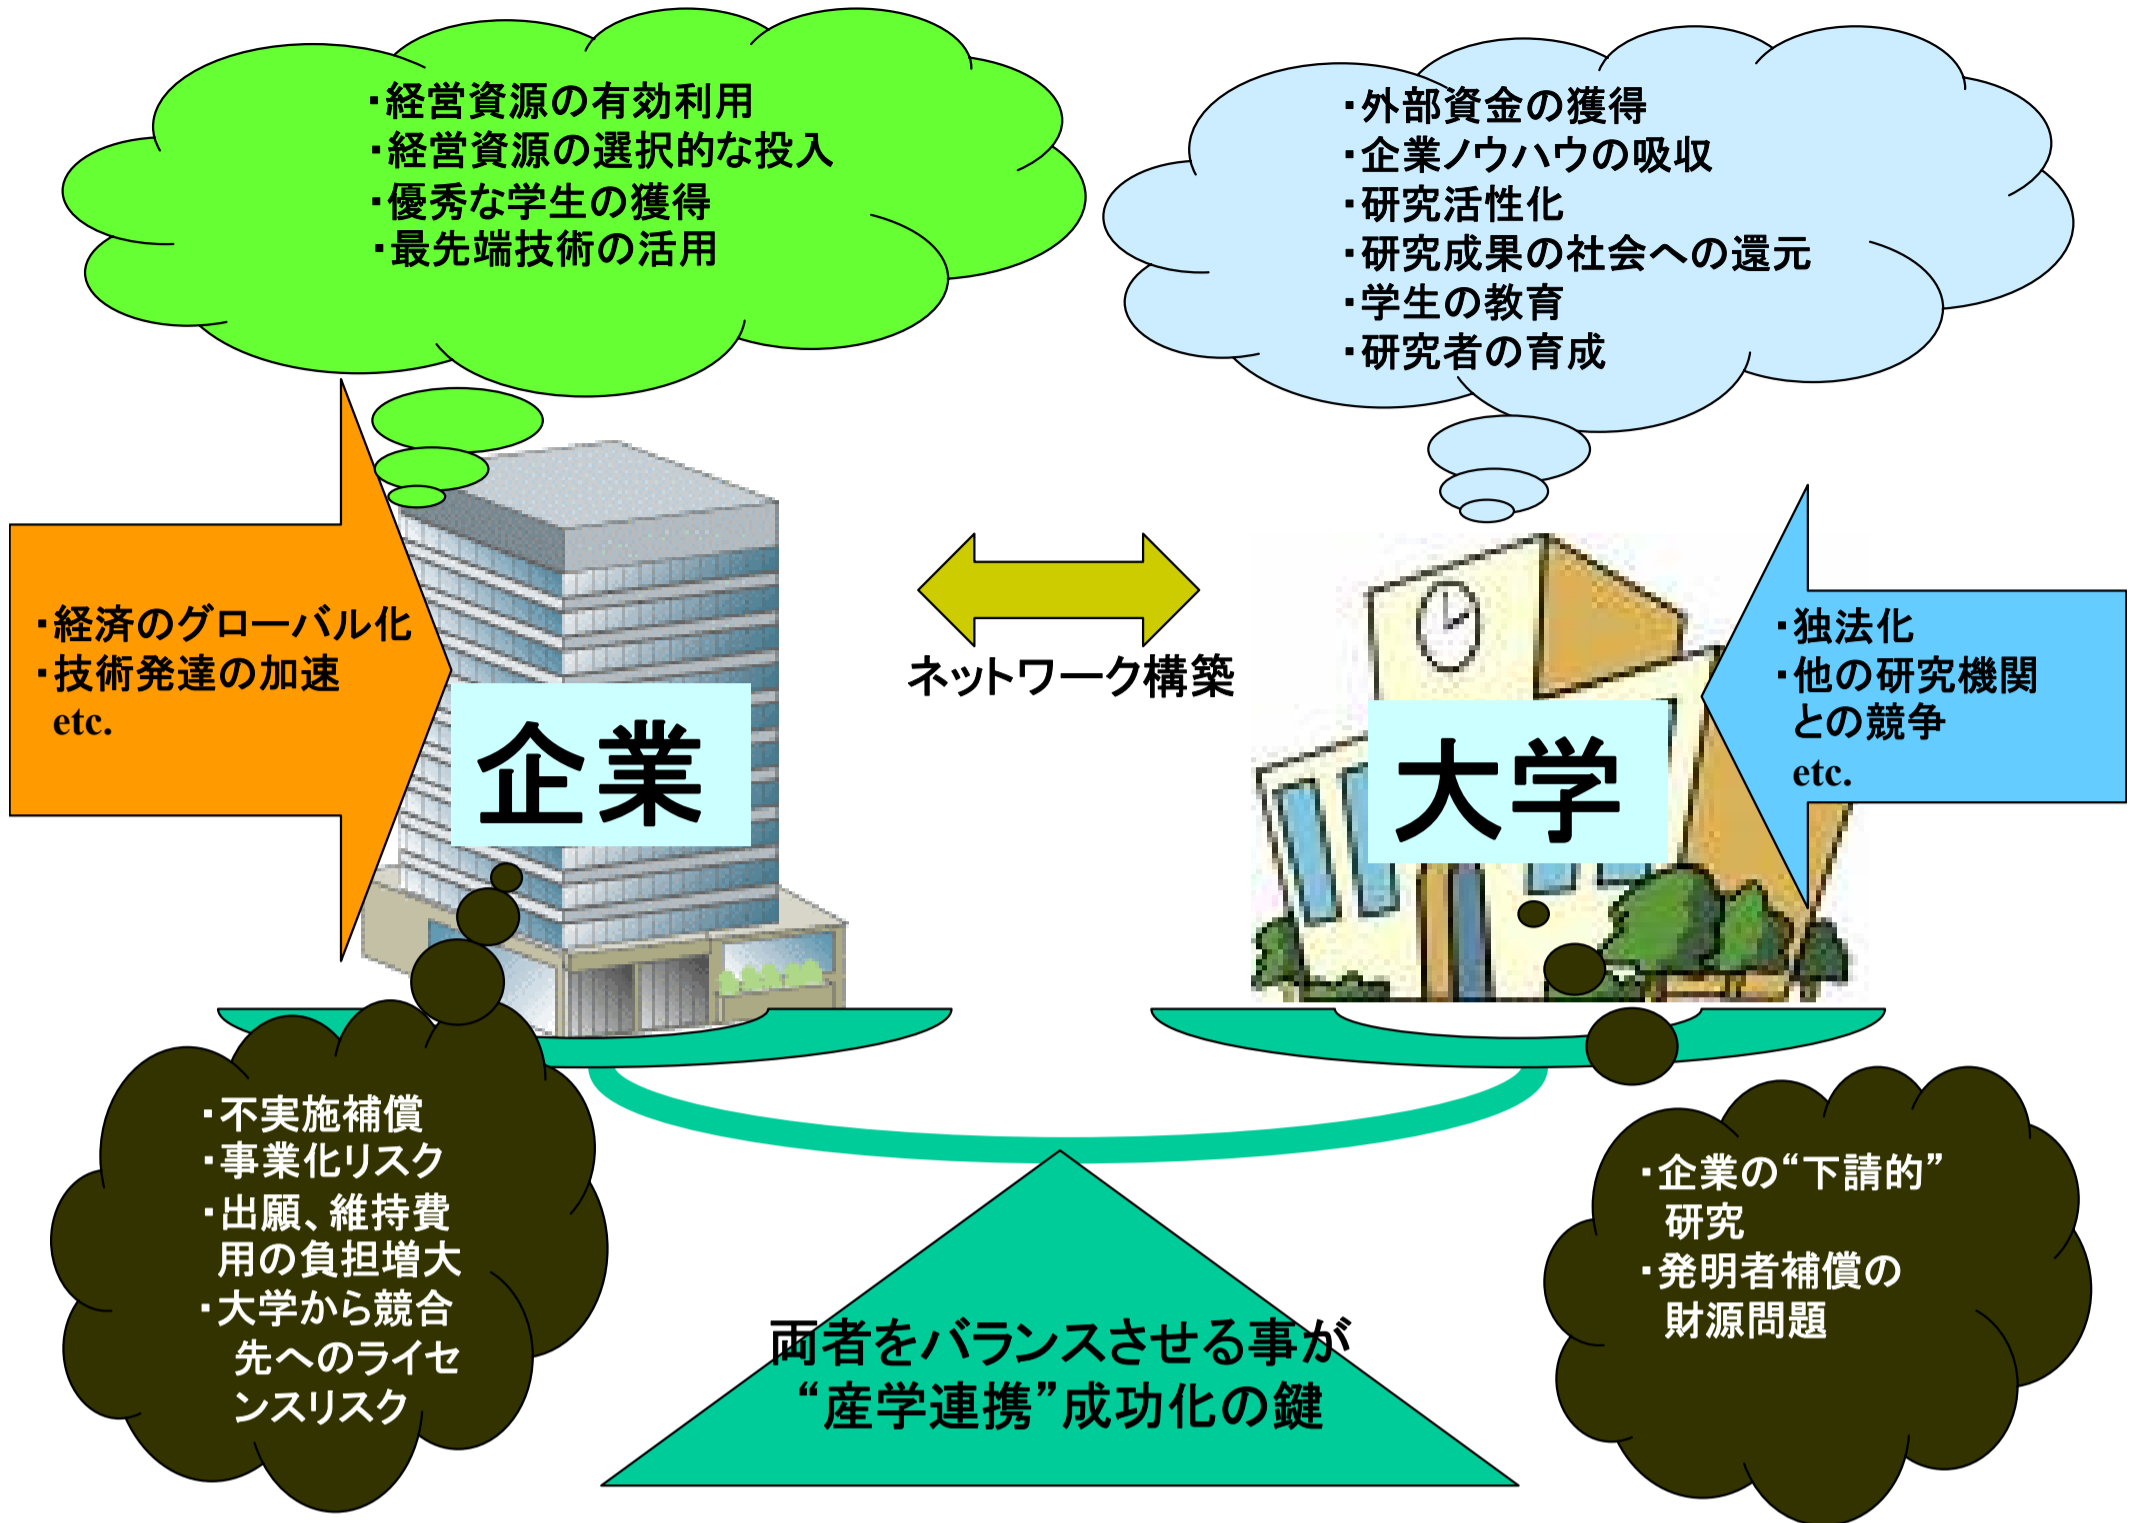 ・経営資源の有効利用
・経営資源の選択的な投入
・優秀な学生の獲得
・最先端技術の活用
・外部資金の獲得
・企業ノウハウの吸収
・研究活性化
・研究成果の社会への還元
・学生の教育
・研究者の育成
・経済のグローバル化
・技術発達の加速
etc.
企業
ネットワーク構築
大学
・独法化
・他の研究機関
との競争
etc.
・不実施補償
・事業化リスク
・出願、維持費
用の負担増大
・大学から競合
先へのライセ
ンスリスク
・企業の“下請的”
研究
・発明者補償の
財源問題
両者をバランスさせる事が
“産学連携”成功化の鍵